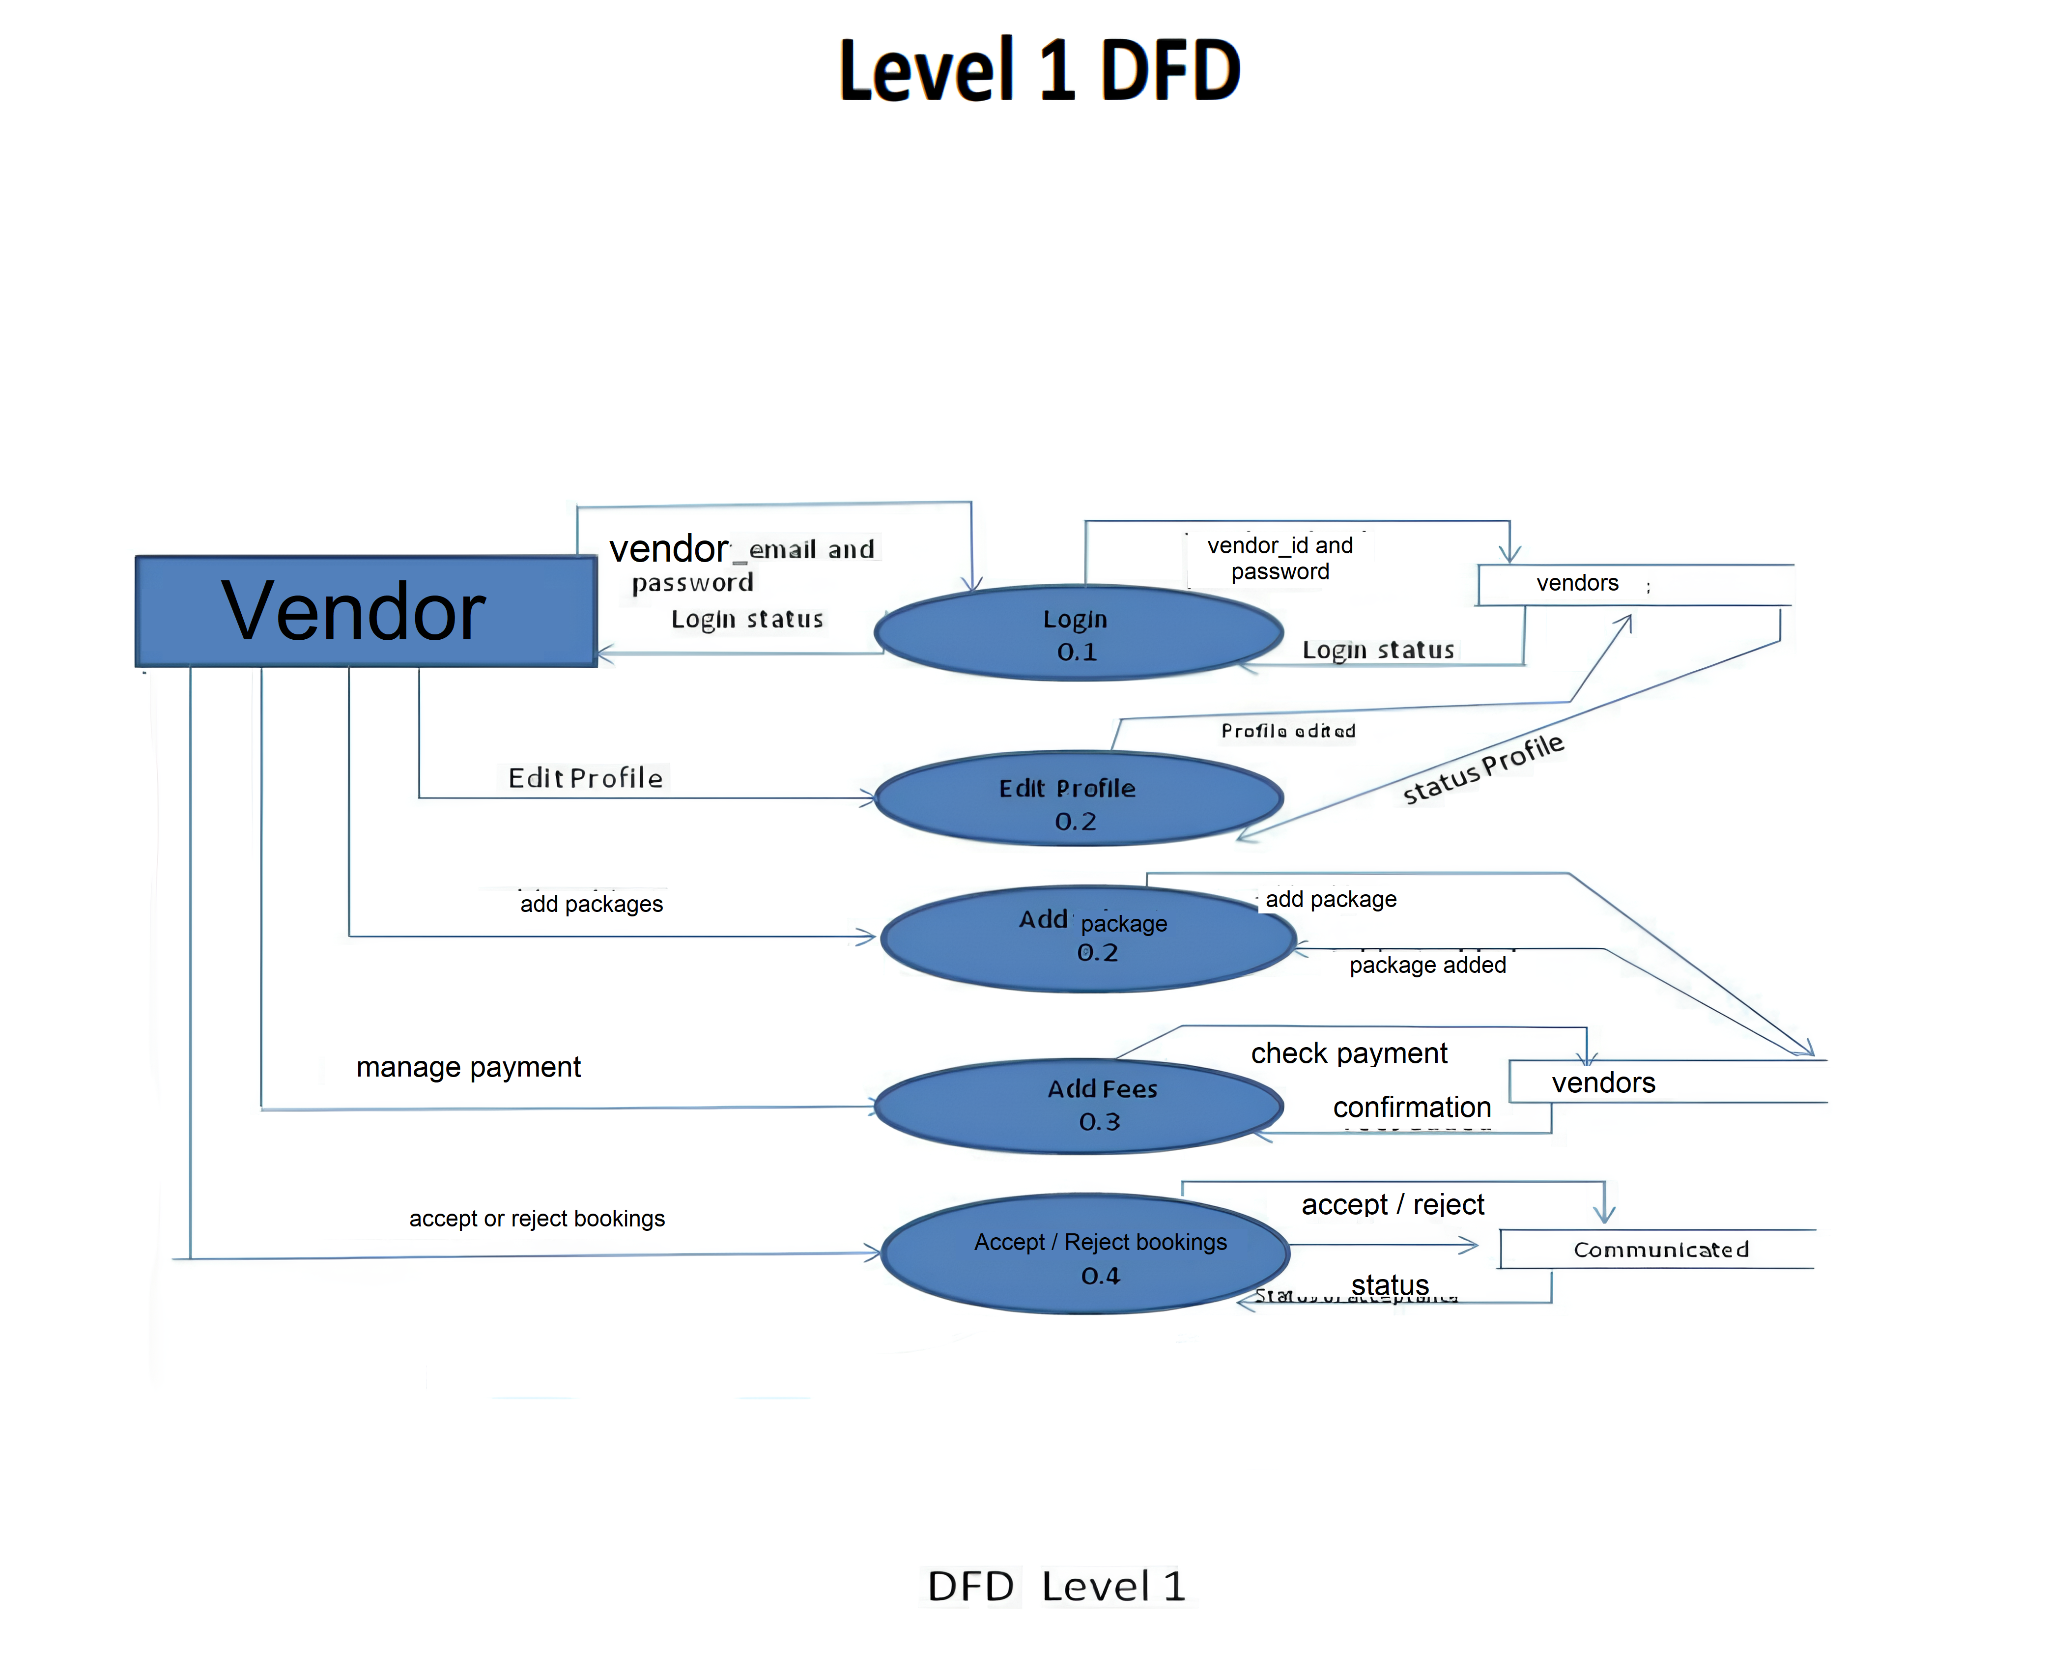 Level 1 DFD
vendor_email and
password
Login status
vendor_id and
password
vendors ;
Vendor
Login
0.1
Login status
Profile edited
status Profile
Edit Profile
Edit Profile
0.2
add packages
Add package
0.2
add package
package added
manage payment
Add Fees
0.3
check payment
vendors
confirmation
accept or reject bookings
Accept / Reject bookings
0.4
accept / reject
Communicated
status
DFD Level 1